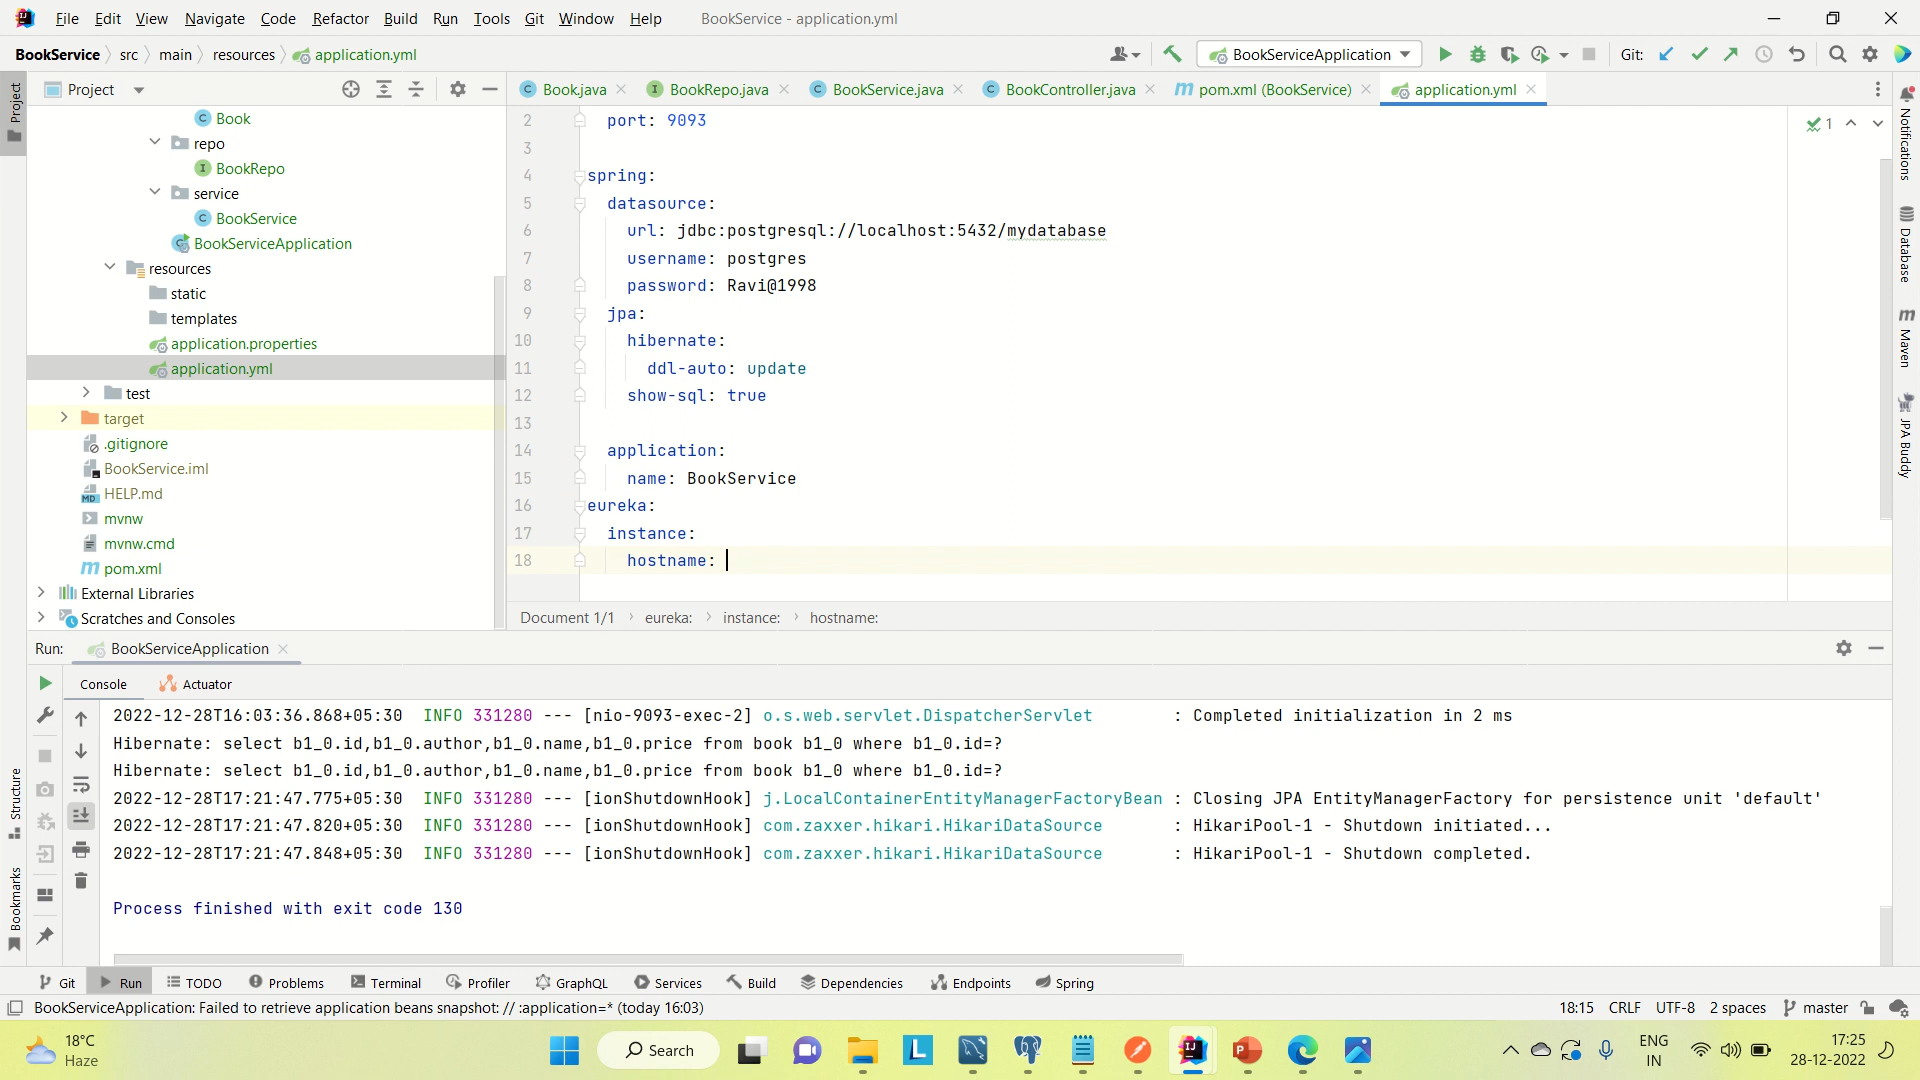 File Edit View Navigate Code Refactor Build Run Tools Git Window Help BookService - application.yml
BookService src main resources application.yml BookServiceApplication Git:
Project
Book.java BookRepo.java BookService.java BookController.java pom.xml (BookService) application.yml
Project
Book
repo
BookRepo
service
BookService
BookServiceApplication
resources
static
templates
application.properties
application.yml
test
target
.gitignore
BookService.iml
HELP.md
mvnw
mvnw.cmd
pom.xml
External Libraries
Scratches and Consoles
1
2 port: 9093
3
4 spring:
5 datasource:
6 url: jdbc:postgresql://localhost:5432/mydatabase
7 username: postgres
8 password: Ravi@1998
9 jpa:
10 hibernate:
11 ddl-auto: update
12 show-sql: true
13
14 application:
15 name: BookService
16 eureka:
17 instance:
18 hostname:
Document 1/1 eureka: instance: hostname:
Notifications
Database
Maven
JPA Buddy
Run: BookServiceApplication
Console Actuator
2022-12-28T16:03:36.868+05:30 INFO 331280 --- [nio-9093-exec-2] o.s.web.servlet.DispatcherServlet : Completed initialization in 2 ms
Hibernate: select b1_0.id,b1_0.author,b1_0.name,b1_0.price from book b1_0 where b1_0.id=?
Hibernate: select b1_0.id,b1_0.author,b1_0.name,b1_0.price from book b1_0 where b1_0.id=?
2022-12-28T17:21:47.775+05:30 INFO 331280 --- [ionShutdownHook] j.LocalContainerEntityManagerFactoryBean : Closing JPA EntityManagerFactory for persistence unit 'default'
2022-12-28T17:21:47.820+05:30 INFO 331280 --- [ionShutdownHook] com.zaxxer.hikari.HikariDataSource : HikariPool-1 - Shutdown initiated...
2022-12-28T17:21:47.848+05:30 INFO 331280 --- [ionShutdownHook] com.zaxxer.hikari.HikariDataSource : HikariPool-1 - Shutdown completed.
Process finished with exit code 130
Structure
Bookmarks
Git Run TODO Problems Terminal Profiler GraphQL Services Build Dependencies Endpoints Spring
BookServiceApplication: Failed to retrieve application beans snapshot: // :application=* (today 16:03) 18:15 CRLF UTF-8 2 spaces master
18°C
Haze
Search
ENG
IN
17:25
28-12-2022